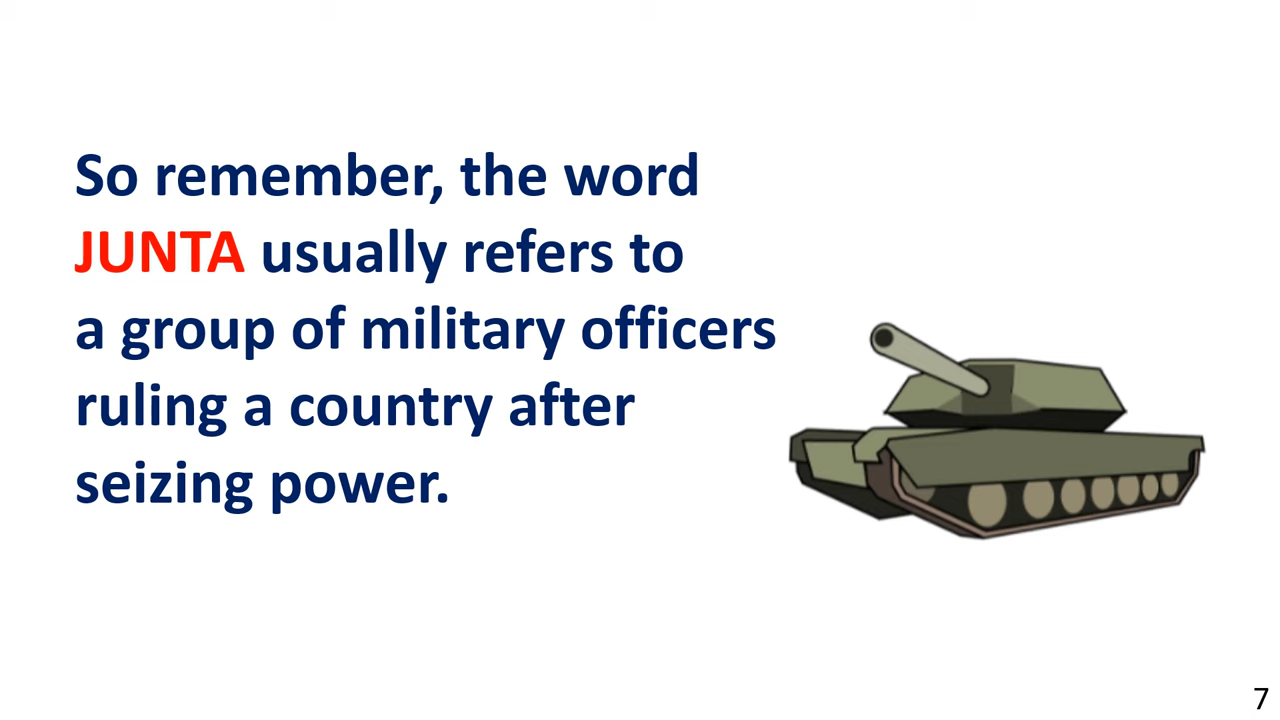 So remember, the word
JUNTA usually refers to
a group of military officers
ruling a country after
seizing power.
7